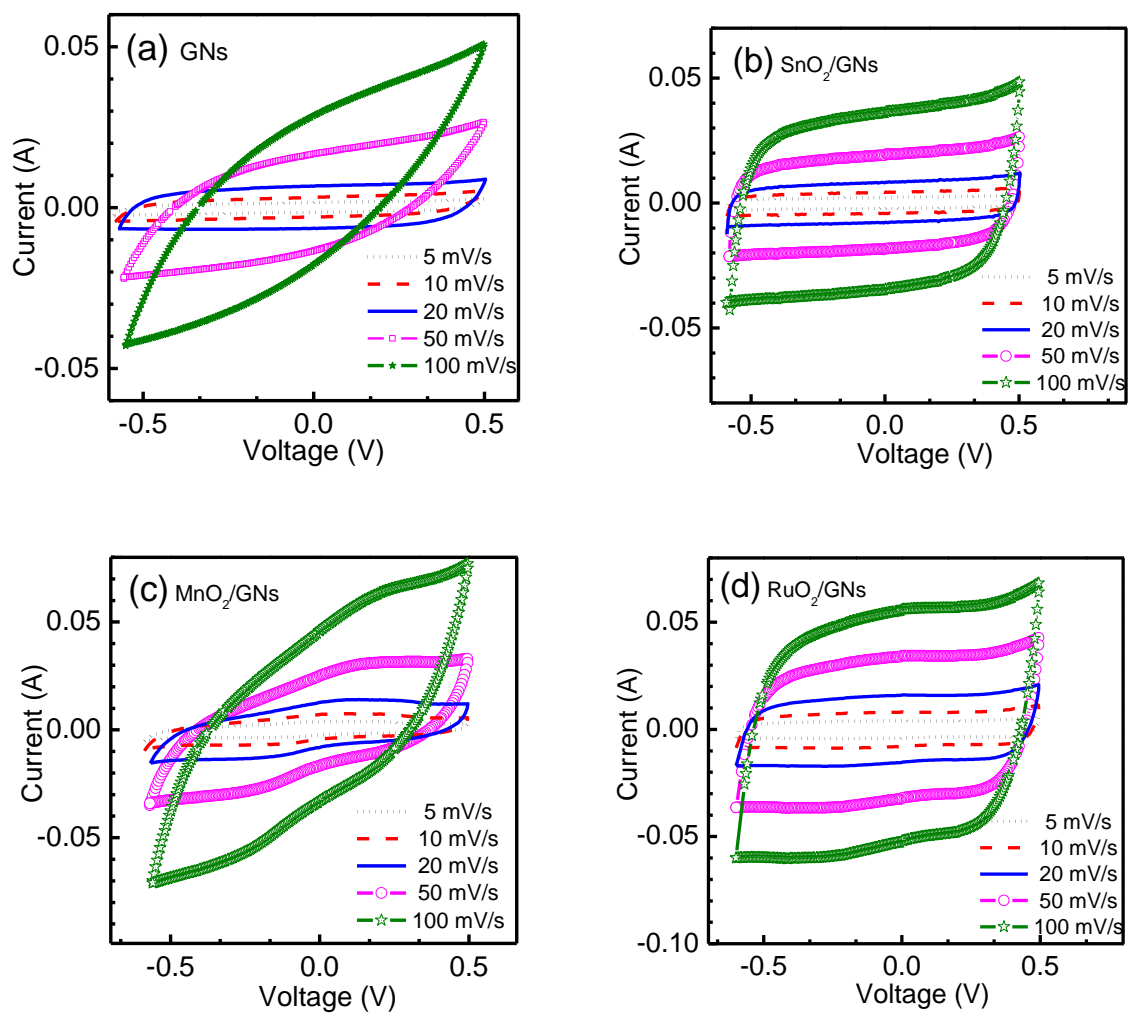 (a) GNs
0.05
0.00
-0.05
Current (A)
5 mV/s
10 mV/s
20 mV/s
50 mV/s
100 mV/s
-0.5 0.0 0.5
Voltage (V)
(b) SnO2/GNs
0.05
0.00
-0.05
Current (A)
5 mV/s
10 mV/s
20 mV/s
50 mV/s
100 mV/s
-0.5 0.0 0.5
Voltage (V)
(c) MnO2/GNs
0.05
0.00
-0.05
Current (A)
5 mV/s
10 mV/s
20 mV/s
50 mV/s
100 mV/s
-0.5 0.0 0.5
Voltage (V)
(d) RuO2/GNs
0.05
0.00
-0.05
-0.10
Current (A)
5 mV/s
10 mV/s
20 mV/s
50 mV/s
100 mV/s
-0.5 0.0 0.5
Voltage (V)